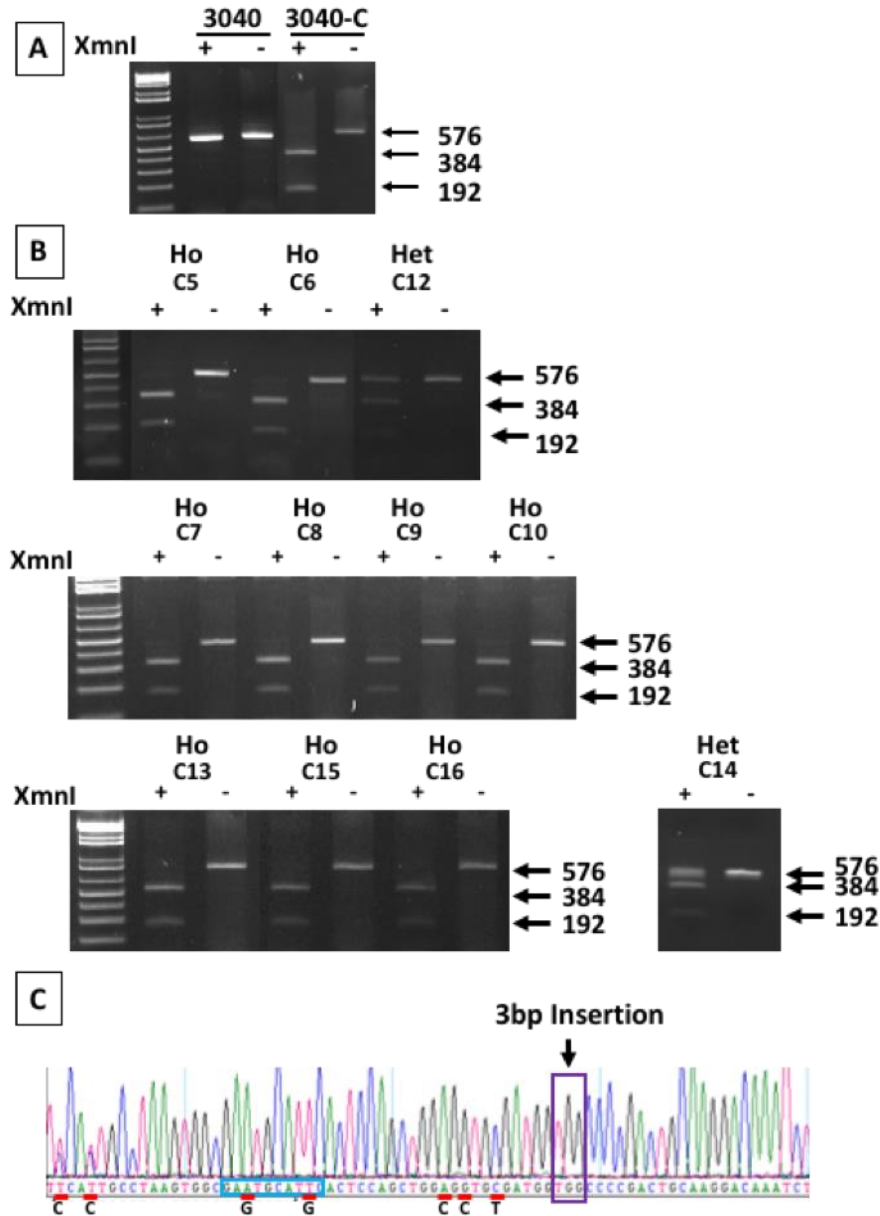 A
3040 3040-C
XmnI + - + -
576
384
192
B
Ho Ho Het
C5 C6 C12
XmnI + - + - + -
576
384
192
Ho Ho Ho Ho
C7 C8 C9 C10
XmnI + - + - + - + -
576
384
192
Ho Ho Ho Het
C13 C15 C16 C14
XmnI + - + - + - + -
576 576
384 384
192 192
C
3bp Insertion
TTCATTGCCTAAGTGGCGAATGCATTGACTCCAGCTGGAGGTGCGATGGTGGCCCCGACTGCAAGGACAAATCT
C C G G C C T